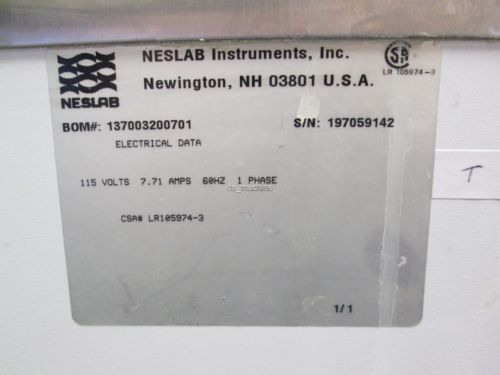 NESLAB Instruments, Inc.
Newington, NH 03801 U.S.A.
NESLAB
SA
LR 105974-3
BOM#: 137003200701 S/N: 197059142
ELECTRICAL DATA
115 VOLTS 7.71 AMPS 60HZ 1 PHASE
ds_machine
CSA# LR105974-3
1/1
T